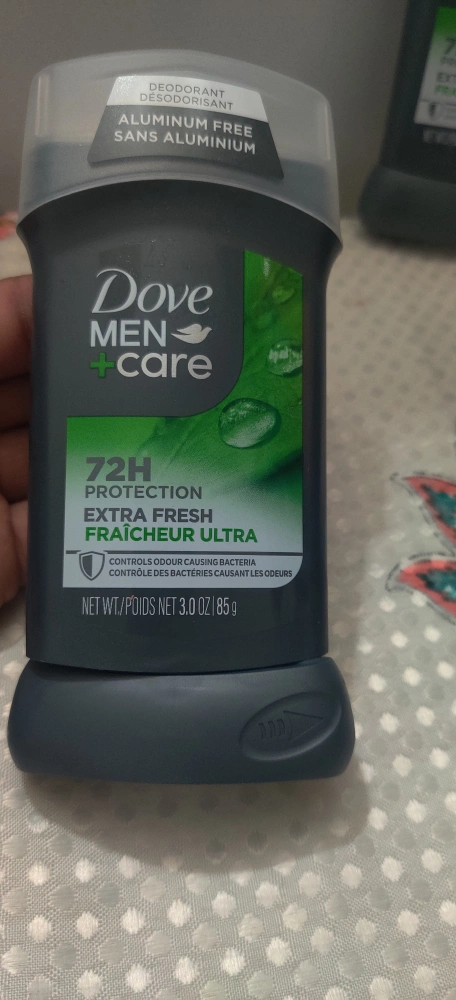 DEODORANT
DÉSODORISANT
ALUMINUM FREE
SANS ALUMINIUM
Dove
MEN
+care
72H
PROTECTION
EXTRA FRESH
FRAÎCHEUR ULTRA
CONTROLS ODOUR CAUSING BACTERIA
CONTRÔLE DES BACTÉRIES CAUSANT LES ODEURS
NET WT./POIDS NET 3.0 OZ | 85 g